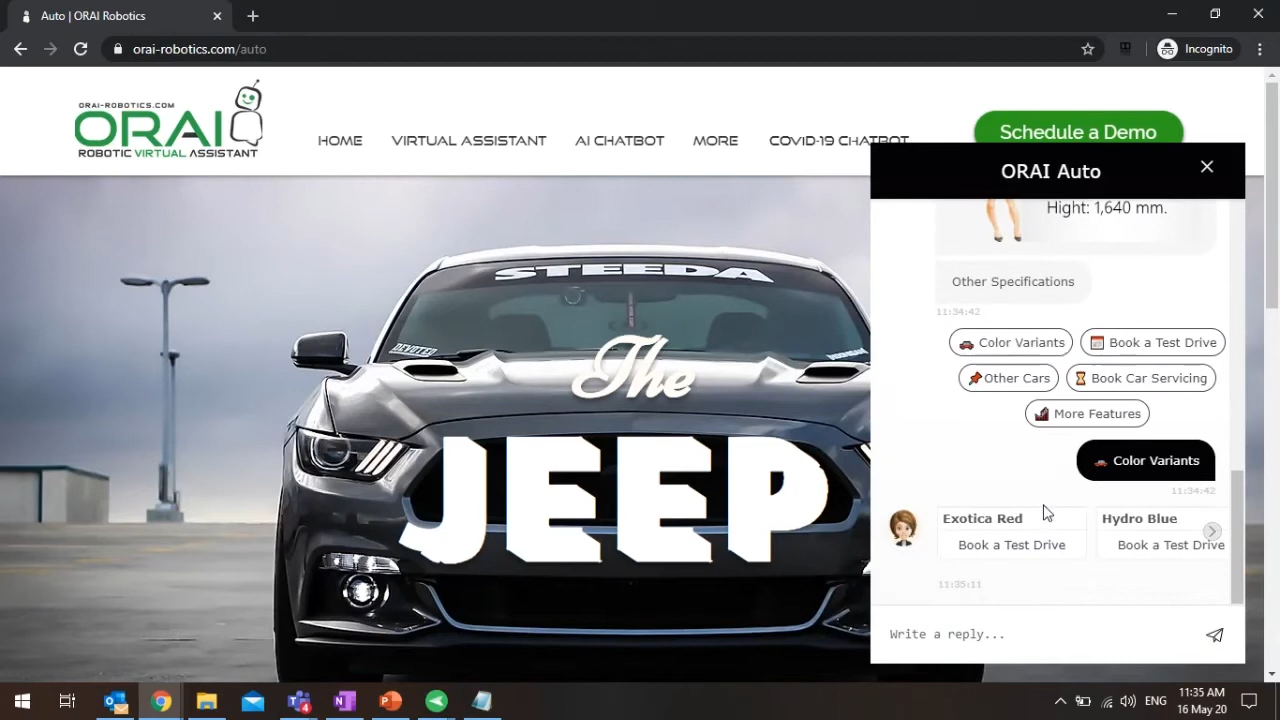 Auto | ORAI Robotics
orai-robotics.com/auto
Incognito
ORAI-ROBOTICS.COM
ORAI
ROBOTIC VIRTUAL ASSISTANT
HOME VIRTUAL ASSISTANT AI CHATBOT MORE COVID-19 CHATBOT
Schedule a Demo
STEEDA
DEVOTED
The
JEEP
ORAI Auto
Hight: 1,640 mm.
Other Specifications
11:34:42
Color Variants Book a Test Drive
Other Cars Book Car Servicing
More Features
Color Variants
11:34:42
Exotica Red Hydro Blue
Book a Test Drive Book a Test Drive
11:35:11
Write a reply...
ENG
11:35 AM
16 May 20